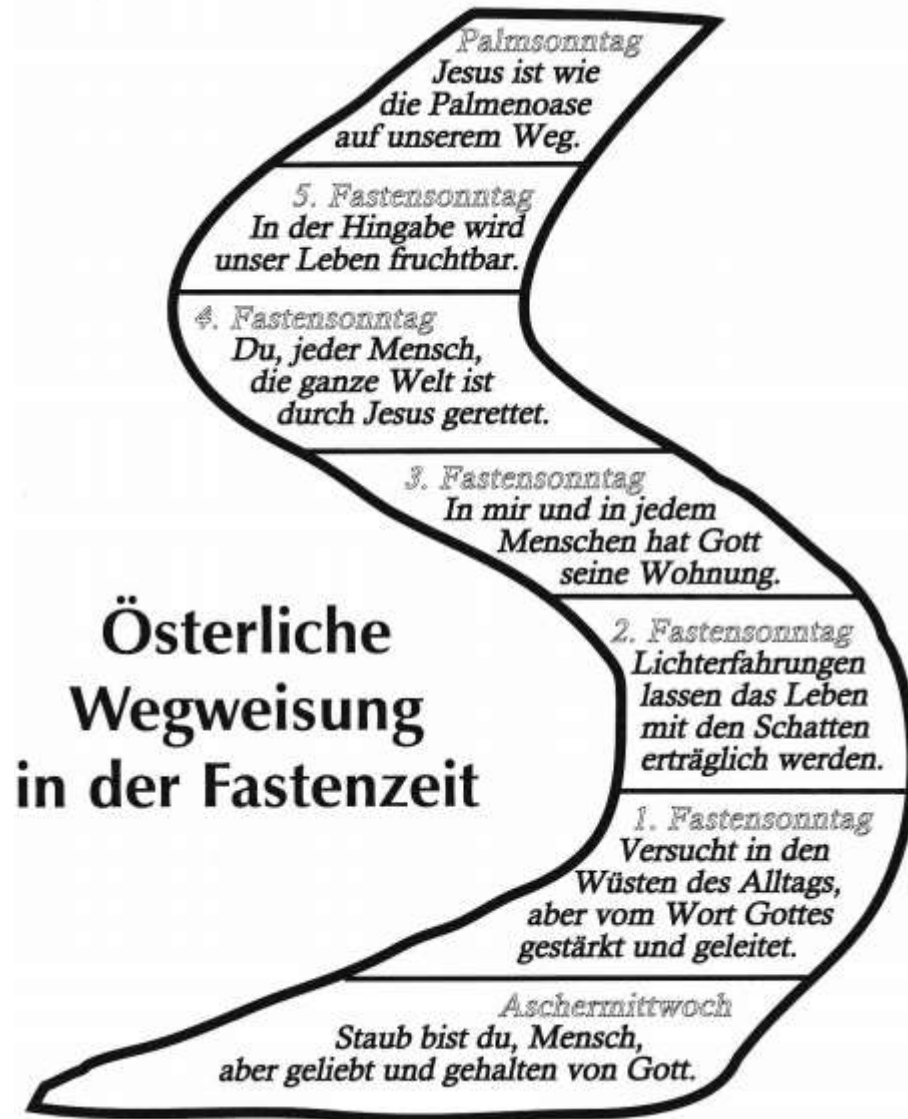 Palmsonntag
Jesus ist wie
die Palmenoase
auf unserem Weg.
5. Fastensonntag
In der Hingabe wird
unser Leben fruchtbar.
4. Fastensonntag
Du, jeder Mensch,
die ganze Welt ist
durch Jesus gerettet.
3. Fastensonntag
In mir und in jedem
Menschen hat Gott
seine Wohnung.
Österliche
Wegweisung
in der Fastenzeit
2. Fastensonntag
Lichterfahrungen
lassen das Leben
mit den Schatten
erträglich werden.
1. Fastensonntag
Versucht in den
Wüsten des Alltags,
aber vom Wort Gottes
gestärkt und geleitet.
Aschermittwoch
Staub bist du, Mensch,
aber geliebt und gehalten von Gott.